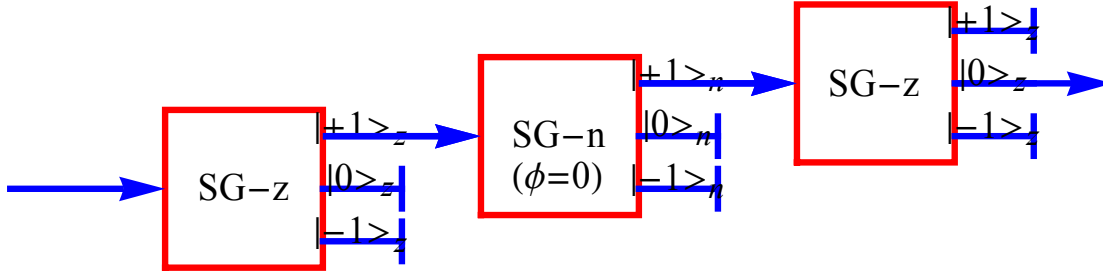 SG−z
|+1>z
|0>z
|−1>z
SG−n
(ϕ=0)
|+1>n
|0>n
|−1>n
SG−z
|+1>z
|0>z
|−1>z